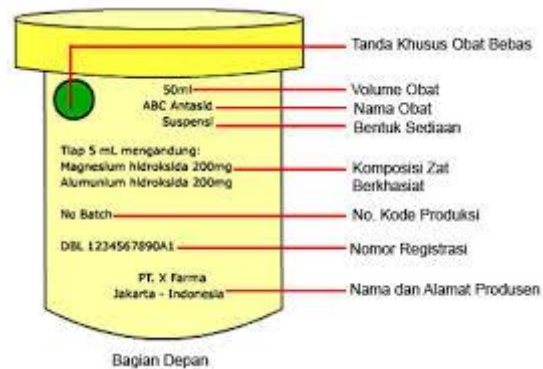 Tanda Khusus Obat Bebas
50ml
Volume Obat
ABC Antasid
Nama Obat
Suspensi
Bentuk Sediaan
Tiap 5 mL mengandung:
Magnesium hidroksida 200mg
Alumunium hidroksida 200mg
Komposisi Zat
Berkhasiat
No Batch
No. Kode Produksi
DBL 1234567890A1
Nomor Registrasi
PT. X Farma
Jakarta - Indonesia
Nama dan Alamat Produsen
Bagian Depan